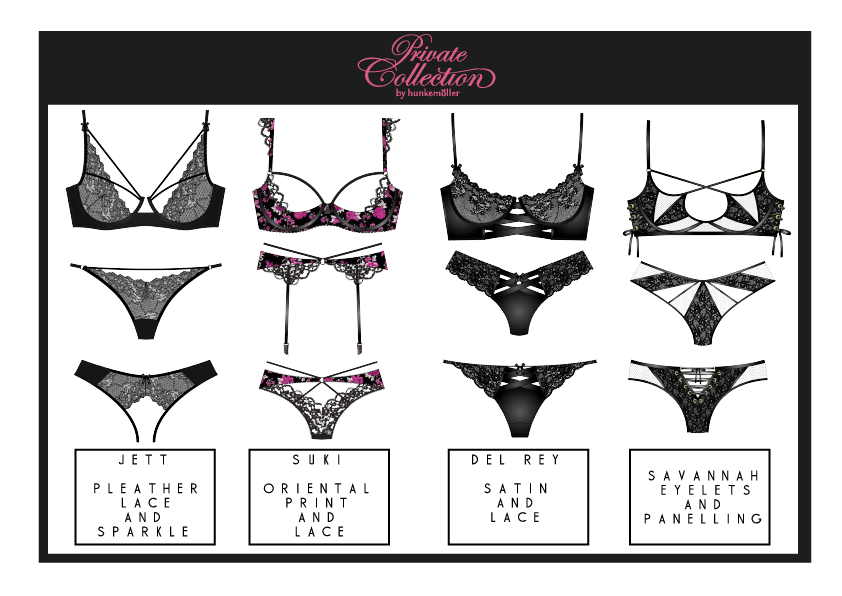 Private
Collection
by hunkemöller
JETT
PLEATHER
LACE
AND
SPARKLE
SUKI
ORIENTAL
PRINT
AND
LACE
DEL REY
SATIN
AND
LACE
SAVANNAH
EYELETS
AND
PANELLING